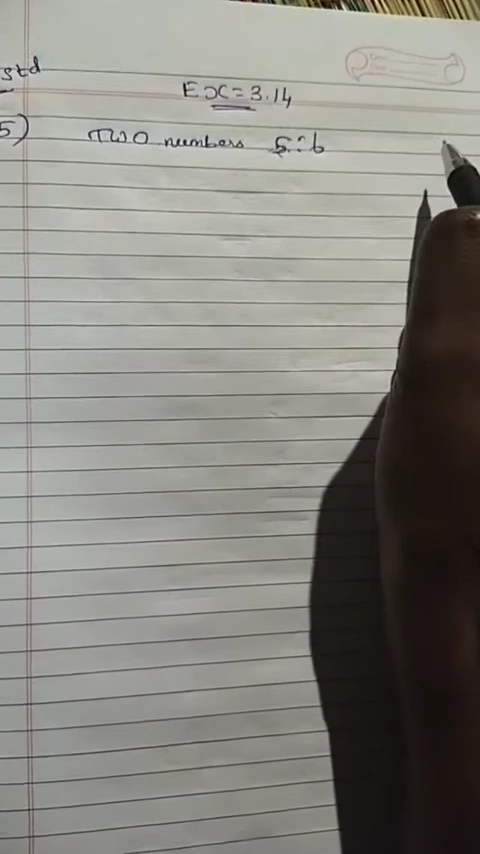 std
Ex = 3.14
5) Two numbers 5:6